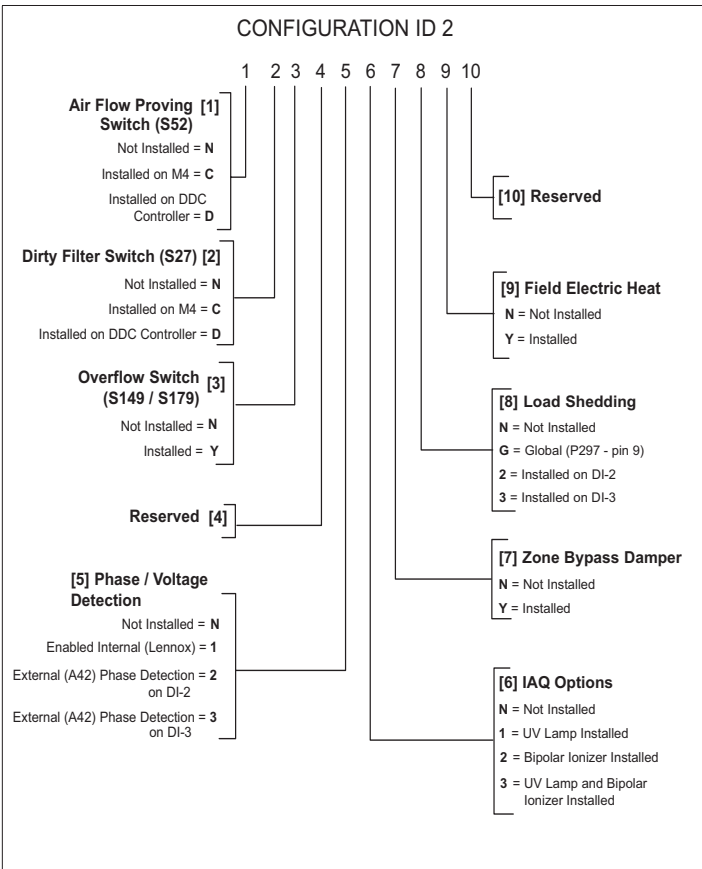 CONFIGURATION ID 2
1 2 3 4 5 6 7 8 9 10
Air Flow Proving [1]
Switch (S52)
Not Installed = N
Installed on M4 = C
Installed on DDC
Controller = D
Dirty Filter Switch (S27) [2]
Not Installed = N
Installed on M4 = C
Installed on DDC Controller = D
Overflow Switch [3]
(S149 / S179)
Not Installed = N
Installed = Y
Reserved [4]
[5] Phase / Voltage
Detection
Not Installed = N
Enabled Internal (Lennox) = 1
External (A42) Phase Detection = 2
on DI-2
External (A42) Phase Detection = 3
on DI-3
[10] Reserved
[9] Field Electric Heat
N = Not Installed
Y = Installed
[8] Load Shedding
N = Not Installed
G = Global (P297 - pin 9)
2 = Installed on DI-2
3 = Installed on DI-3
[7] Zone Bypass Damper
N = Not Installed
Y = Installed
[6] IAQ Options
N = Not Installed
1 = UV Lamp Installed
2 = Bipolar Ionizer Installed
3 = UV Lamp and Bipolar
Ionizer Installed